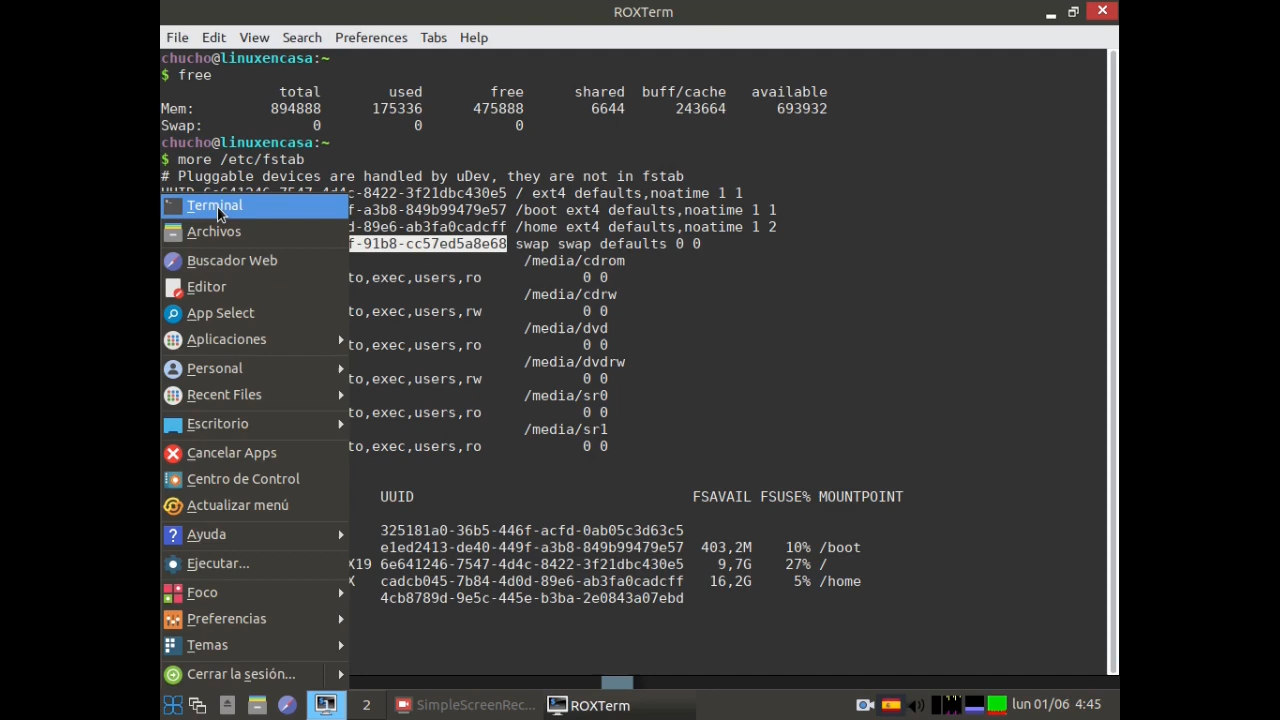 ROXTerm
File Edit View Search Preferences Tabs Help
chucho@linuxencasa:~
$ free
total used free shared buff/cache available
Mem: 894888 175336 475888 6644 243664 693932
Swap: 0 0 0
chucho@linuxencasa:~
$ more /etc/fstab
# Pluggable devices are handled by uDev, they are not in fstab
UUID=6e641246-7547-4d4c-8422-3f21dbc430e5 / ext4 defaults,noatime 1 1
f-a3b8-849b99479e57 /boot ext4 defaults,noatime 1 1
d-89e6-ab3fa0cadcff /home ext4 defaults,noatime 1 2
f-91b8-cc57ed5a8e68 swap swap defaults 0 0
/media/cdrom
to,exec,users,ro 0 0
/media/cdrw
to,exec,users,rw 0 0
/media/dvd
to,exec,users,ro 0 0
/media/dvdrw
to,exec,users,rw 0 0
/media/sr0
to,exec,users,ro 0 0
/media/sr1
to,exec,users,ro 0 0
UUID FSAVAIL FSUSE% MOUNTPOINT
325181a0-36b5-446f-acfd-0ab05c3d63c5
e1ed2413-de40-449f-a3b8-849b99479e57 403,2M 10% /boot
X19 6e641246-7547-4d4c-8422-3f21dbc430e5 9,7G 27% /
X cadcb045-7b84-4d0d-89e6-ab3fa0cadcff 16,2G 5% /home
4cb8789d-9e5c-445e-b3ba-2e0843a07ebd
Terminal
Archivos
Buscador Web
Editor
App Select
Aplicaciones
Personal
Recent Files
Escritorio
Cancelar Apps
Centro de Control
Actualizar menú
Ayuda
Ejecutar...
Foco
Preferencias
Temas
Cerrar la sesión...
2 SimpleScreenRec... ROXTerm lun 01/06 4:45